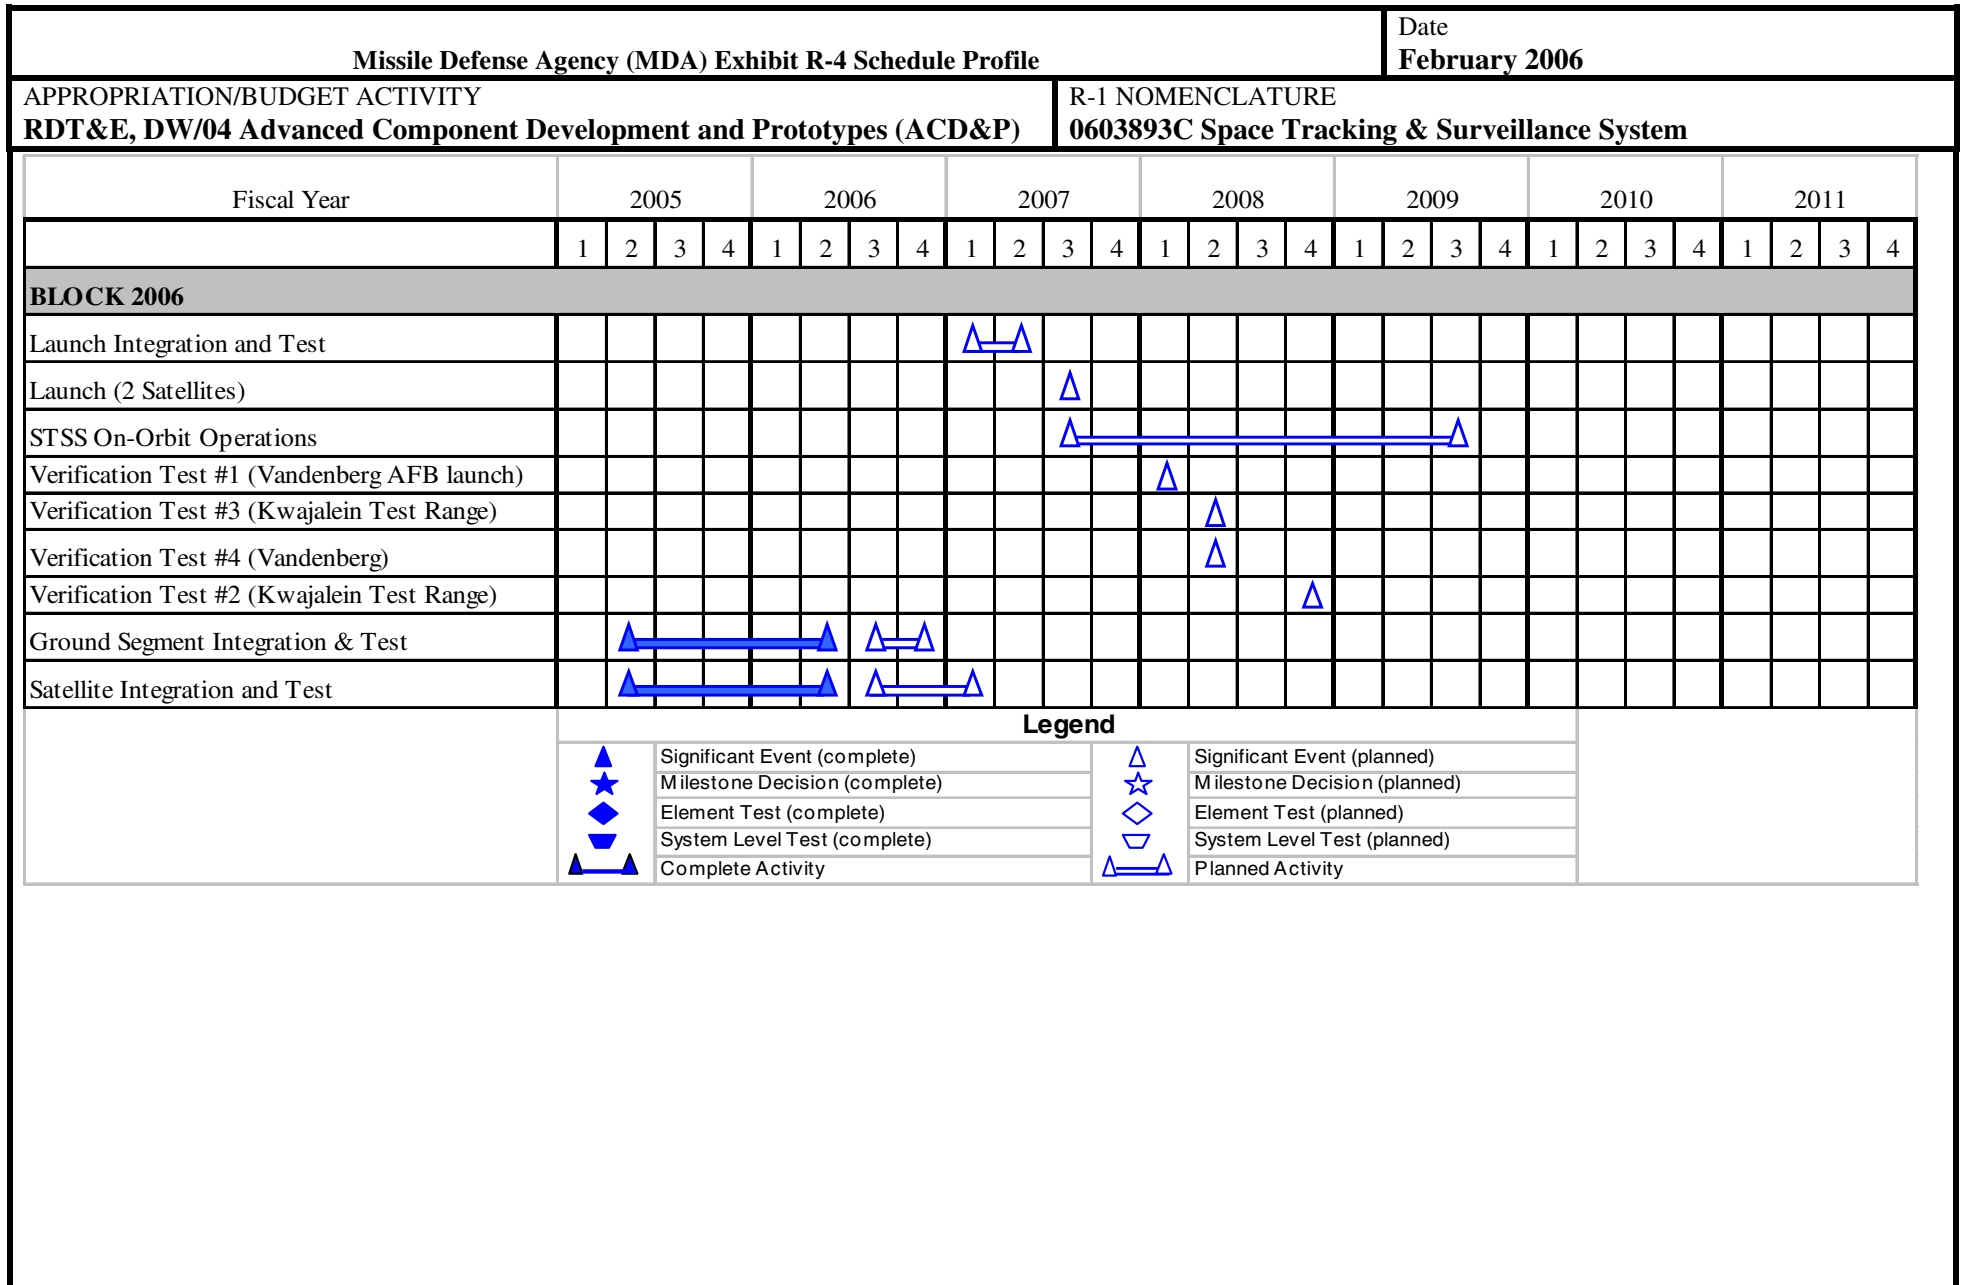 Missile Defense Agency (MDA) Exhibit R-4 Schedule Profile
Date
February 2006
APPROPRIATION/BUDGET ACTIVITY
RDT&E, DW/04 Advanced Component Development and Prototypes (ACD&P)
R-1 NOMENCLATURE
0603893C Space Tracking & Surveillance System
Fiscal Year 2005 2006 2007 2008 2009 2010 2011
1 2 3 4 1 2 3 4 1 2 3 4 1 2 3 4 1 2 3 4 1 2 3 4 1 2 3 4
BLOCK 2006
Launch Integration and Test
Launch (2 Satellites)
STSS On-Orbit Operations
Verification Test #1 (Vandenberg AFB launch)
Verification Test #3 (Kwajalein Test Range)
Verification Test #4 (Vandenberg)
Verification Test #2 (Kwajalein Test Range)
Ground Segment Integration & Test
Satellite Integration and Test
Legend
Significant Event (complete) Significant Event (planned)
Milestone Decision (complete) Milestone Decision (planned)
Element Test (complete) Element Test (planned)
System Level Test (complete) System Level Test (planned)
Complete Activity Planned Activity